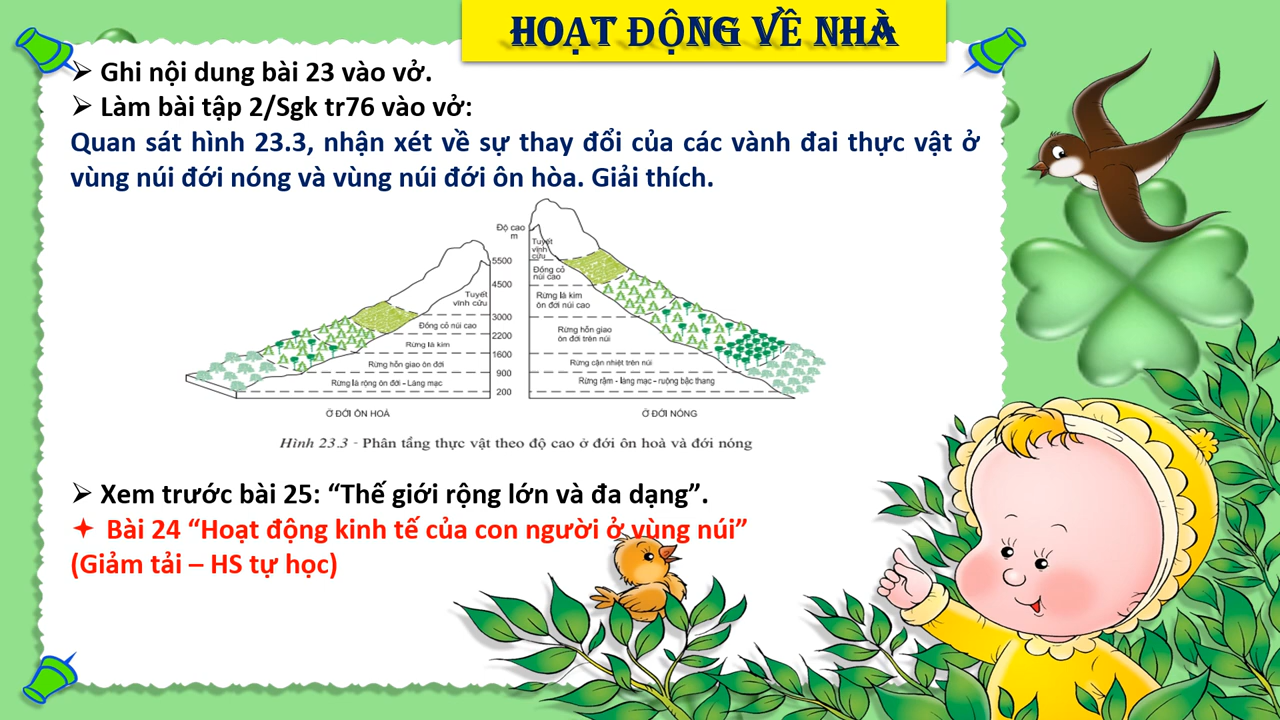 HOẠT ĐỘNG VỀ NHÀ
➢ Ghi nội dung bài 23 vào vở.
➢ Làm bài tập 2/Sgk tr76 vào vở:
Quan sát hình 23.3, nhận xét về sự thay đổi của các vành đai thực vật ở
vùng núi đới nóng và vùng núi đới ôn hòa. Giải thích.
Độ cao
m
5500
4500
3000
2200
1600
900
200
Tuyết
vĩnh cửu
Đồng cỏ núi cao
Rừng lá kim
Rừng hỗn giao ôn đới
Rừng lá rộng ôn đới - Làng mạc
Ở ĐỚI ÔN HOÁ
Tuyết
vĩnh
cửu
Đồng cỏ
núi cao
Rừng lá kim
ôn đới núi cao
Rừng hỗn giao
ôn đới trên núi
Rừng cận nhiệt trên núi
Rừng rậm - làng mạc - ruộng bậc thang
Ở ĐỚI NÓNG
Hình 23.3 - Phân tầng thực vật theo độ cao ở đới ôn hoà và đới nóng
➢ Xem trước bài 25: “Thế giới rộng lớn và đa dạng”.
Bài 24 “Hoạt động kinh tế của con người ở vùng núi”
(Giảm tải – HS tự học)